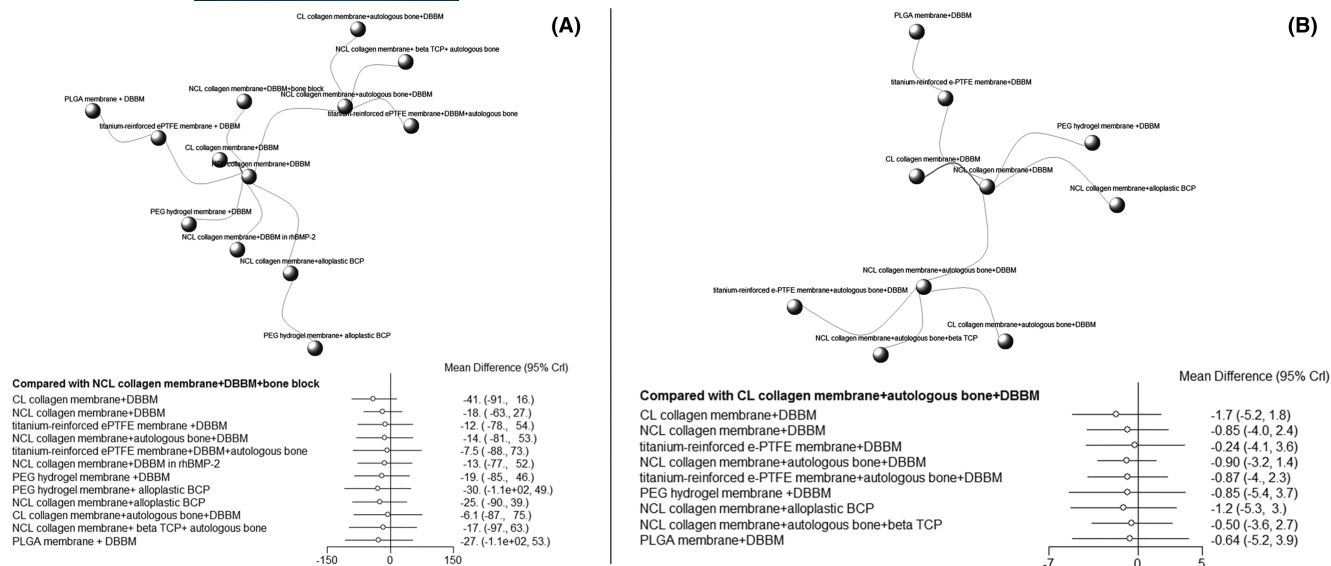 (A)
CL collagen membrane+autologous bone+DBBM
NCL collagen membrane+ beta TCP+ autologous bone
NCL collagen membrane+DBBM+bone block
NCL collagen membrane+autologous bone+DBBM
PLGA membrane + DBBM
titanium-reinforced ePTFE membrane+DBBM+autologous bone
titanium-reinforced ePTFE membrane + DBBM
CL collagen membrane+DBBM
NCL collagen membrane+DBBM
PEG hydrogel membrane +DBBM
NCL collagen membrane+DBBM in rhBMP-2
NCL collagen membrane+alloplastic BCP
PEG hydrogel membrane+ alloplastic BCP
Mean Difference (95% CrI)
Compared with NCL collagen membrane+DBBM+bone block
CL collagen membrane+DBBM -41. (-91., 16.)
NCL collagen membrane+DBBM -18. ( -63, 27.)
titanium-reinforced ePTFE membrane +DBBM -12. ( -78., 54.)
NCL collagen membrane+autologous bone+DBBM -14. ( -81., 53.)
titanium-reinforced ePTFE membrane+DBBM+autologous bone -7.5 ( -88., 73.)
NCL collagen membrane+DBBM in rhBMP-2 -13. (-77., 52.)
PEG hydrogel membrane +DBBM -19. ( -85., 46.)
PEG hydrogel membrane+ alloplastic BCP -30. (-1.1e+02, 49.)
NCL collagen membrane+alloplastic BCP -25. ( -90., 39.)
CL collagen membrane+autologous bone+DBBM -6.1 (-87., 75.)
NCL collagen membrane+ beta TCP+ autologous bone -17. (-97, 63.)
PLGA membrane + DBBM -27. (-1.1e+02, 53.)
-150 0 150
(B)
PLGA membrane+DBBM
titanium-reinforced e-PTFE membrane+DBBM
PEG hydrogel membrane +DBBM
CL collagen membrane+DBBM
NCL collagen membrane+DBBM
NCL collagen membrane+alloplastic BCP
NCL collagen membrane+autologous bone+DBBM
titanium-reinforced e-PTFE membrane+autologous bone+DBBM
CL collagen membrane+autologous bone+DBBM
NCL collagen membrane+autologous bone+beta TCP
Mean Difference (95% CrI)
Compared with CL collagen membrane+autologous bone+DBBM
CL collagen membrane+DBBM -1.7 (-5.2, 1.8)
NCL collagen membrane+DBBM -0.85 (-4.0, 2.4)
titanium-reinforced e-PTFE membrane+DBBM -0.24 (-4.1, 3.6)
NCL collagen membrane+autologous bone+DBBM -0.90 (-3.2, 1.4)
titanium-reinforced e-PTFE membrane+autologous bone+DBBM -0.87 (-4., 2.3)
PEG hydrogel membrane +DBBM -0.85 (-5.4, 3.7)
NCL collagen membrane+alloplastic BCP -1.2 (-5.3, 3.)
NCL collagen membrane+autologous bone+beta TCP -0.50 (-3.6, 2.7)
PLGA membrane+DBBM -0.64 (-5.2, 3.9)
-7 0 5